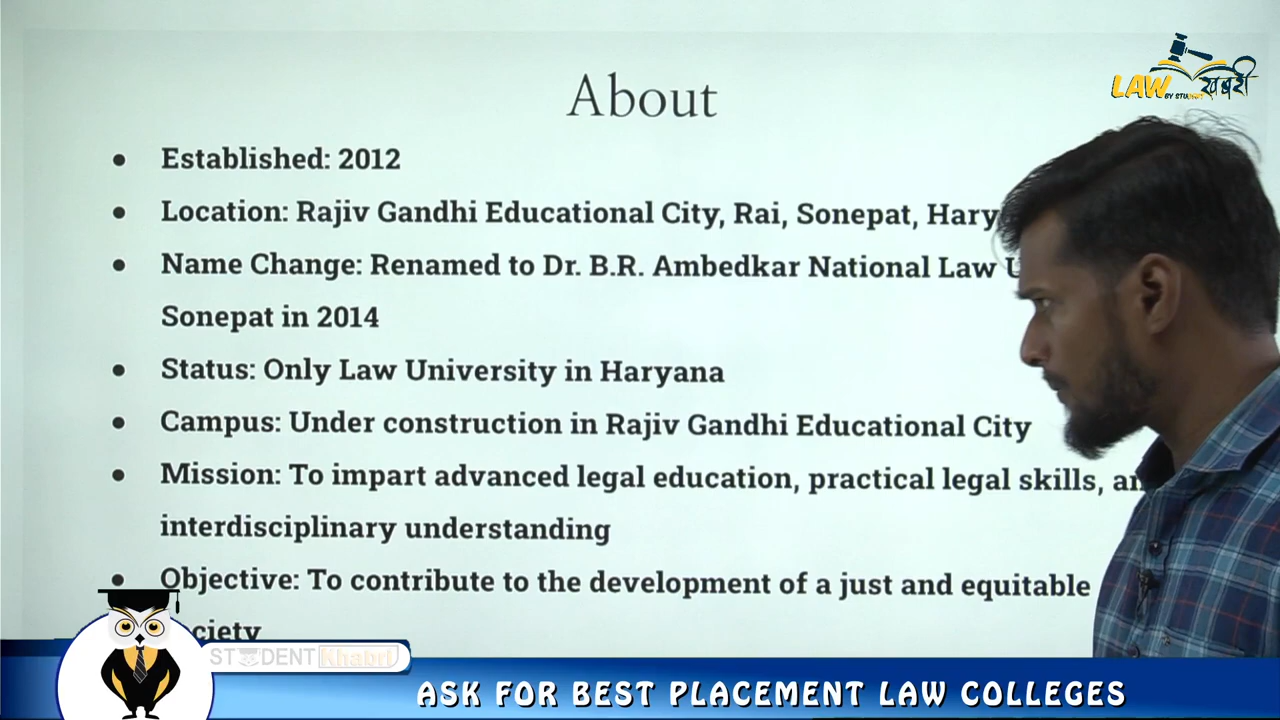 LAW खबरी
About
Established: 2012
Location: Rajiv Gandhi Educational City, Rai, Sonepat,
Name Change: Renamed to Dr. B.R. Ambedkar National Law
Sonepat in 2014
Status: Only Law University in Haryana
Campus: Under construction in Rajiv Gandhi Educational City
Mission: To impart advanced legal education, practical legal skills,
interdisciplinary understanding
Objective: To contribute to the development of a just and equitable
STUDENT Khabri
ASK FOR BEST PLACEMENT LAW COLLEGES